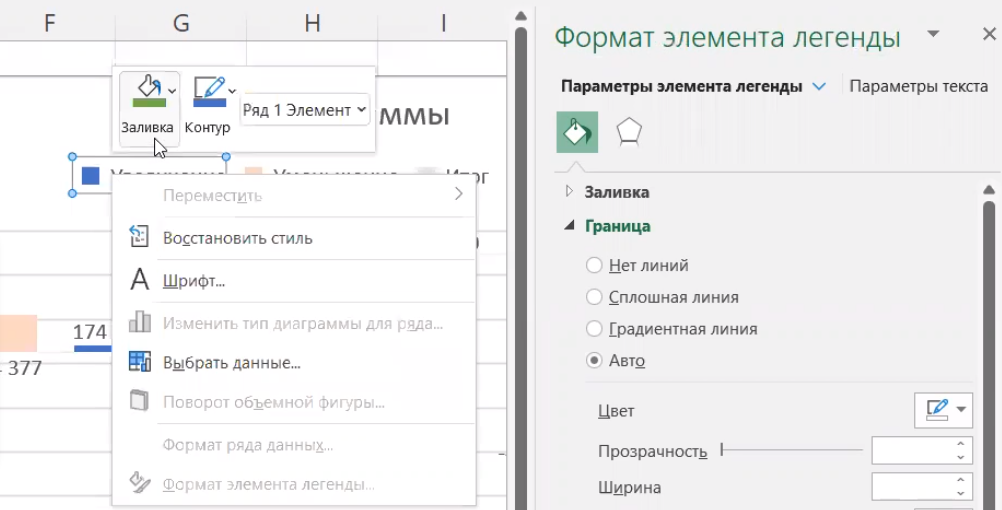 F G H I
Заливка
Контур
Ряд 1 Элемент
ммы
Увеличение Уменьшение Итог
Переместить
Восстановить стиль
Шрифт...
Изменить тип диаграммы для ряда...
Выбрать данные...
Поворот объемной фигуры...
Формат ряда данных...
Формат элемента легенды...
174
377
Формат элемента легенды
Параметры элемента легенды
Параметры текста
Заливка
Граница
Нет линий
Сплошная линия
Градиентная линия
Авто
Цвет
Прозрачность
Ширина